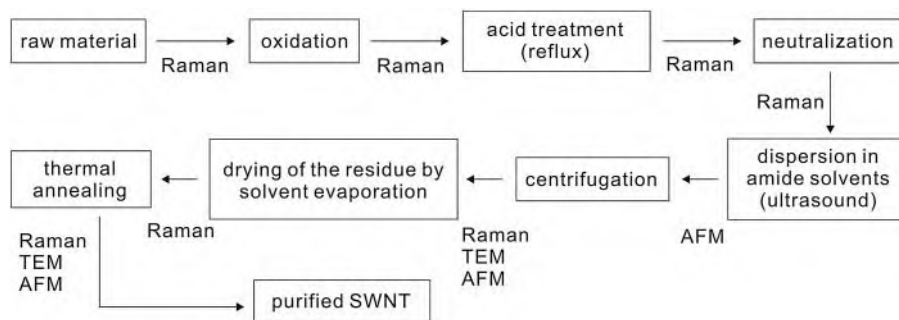 raw material
Raman
oxidation
Raman
acid treatment
(reflux)
Raman
neutralization
Raman
dispersion in
amide solvents
(ultrasound)
AFM
centrifugation
Raman
TEM
AFM
drying of the residue by
solvent evaporation
Raman
thermal
annealing
Raman
TEM
AFM
purified SWNT